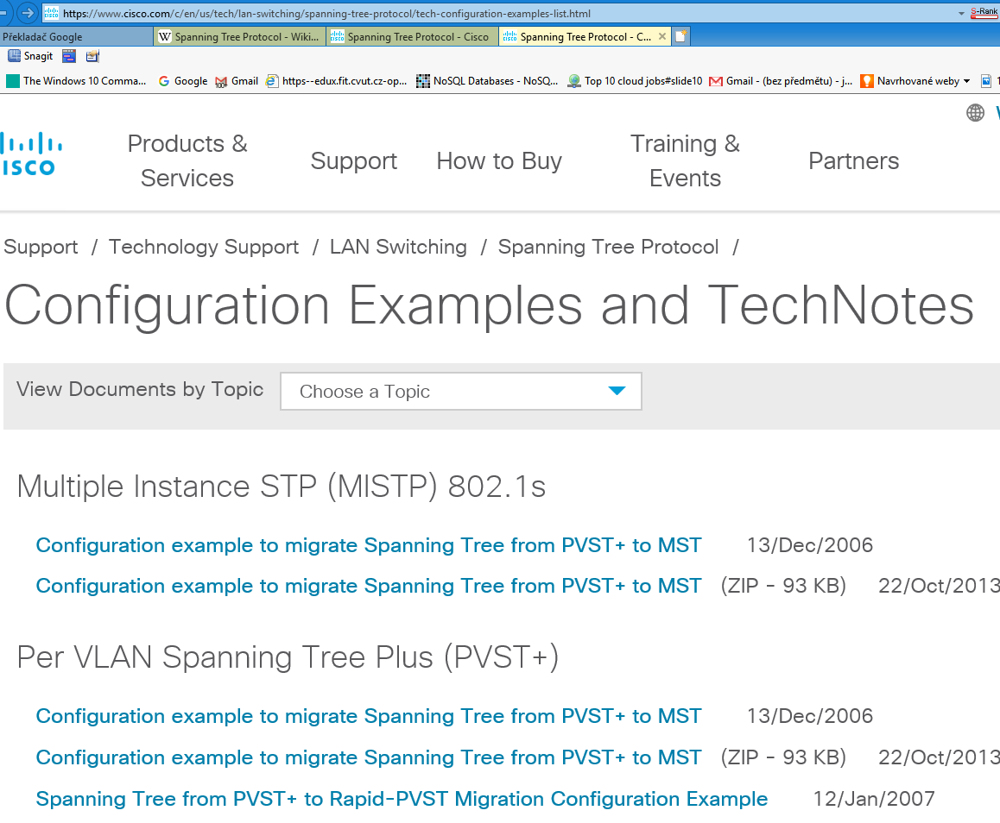 https://www.cisco.com/c/en/us/tech/lan-switching/spanning-tree-protocol/tech-configuration-examples-list.html
S-Rank
Překladač Google
W Spanning Tree Protocol - Wiki...
Spanning Tree Protocol - Cisco
Spanning Tree Protocol - C...
Snagit
The Windows 10 Comma...
Google
Gmail
https--edux.fit.cvut.cz-op...
NoSQL Databases - NoSQ...
Top 10 cloud jobs#slide10
Gmail - (bez předmětu) - j...
Navrhované weby
ISCO
Products & Services
Support
How to Buy
Training & Events
Partners
Support / Technology Support / LAN Switching / Spanning Tree Protocol /
Configuration Examples and TechNotes
View Documents by Topic
Choose a Topic
Multiple Instance STP (MISTP) 802.1s
Configuration example to migrate Spanning Tree from PVST+ to MST 13/Dec/2006
Configuration example to migrate Spanning Tree from PVST+ to MST (ZIP - 93 KB) 22/Oct/2013
Per VLAN Spanning Tree Plus (PVST+)
Configuration example to migrate Spanning Tree from PVST+ to MST 13/Dec/2006
Configuration example to migrate Spanning Tree from PVST+ to MST (ZIP - 93 KB) 22/Oct/2013
Spanning Tree from PVST+ to Rapid-PVST Migration Configuration Example 12/Jan/2007